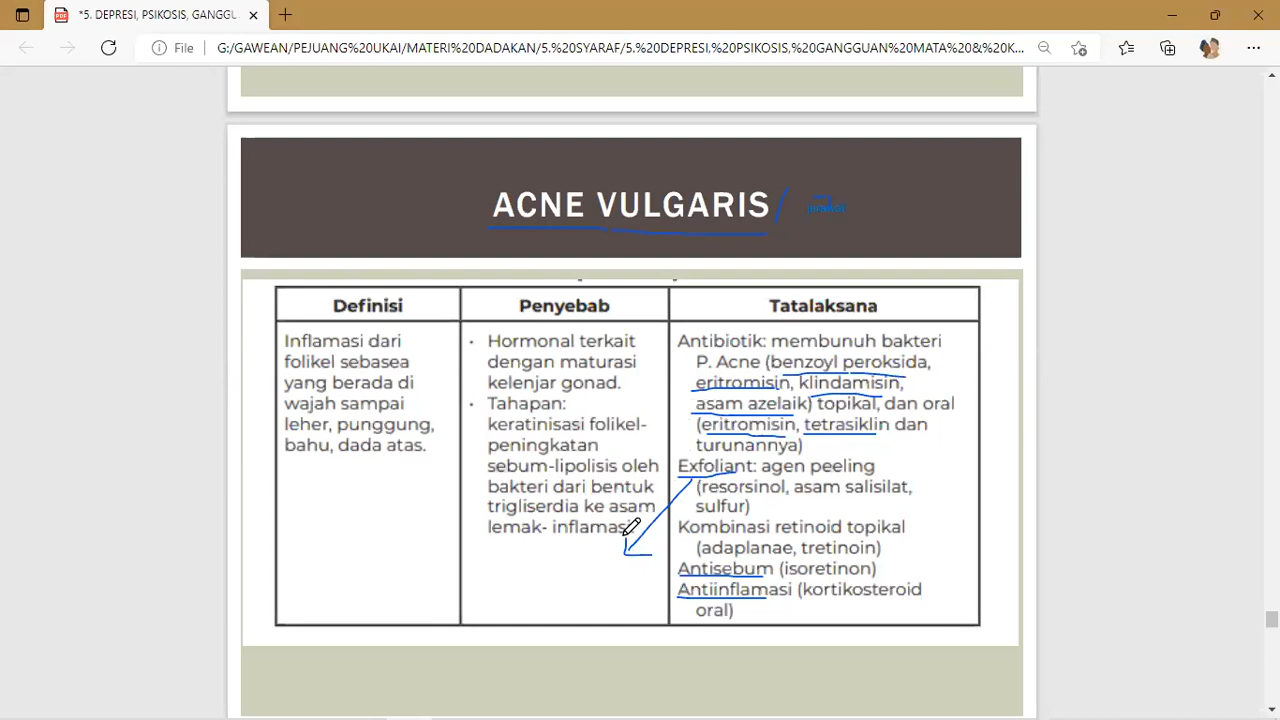 *5. DEPRESI, PSIKOSIS, GANGGU
File
G:/GAWEAN/PEJUANG%20UKAI/MATERI%20DADAKAN/5.%20SYARAF/5.%20DEPRESI,%20PSIKOSIS,%20GANGGUAN%20MATA%20&%20K...
ACNE VULGARIS
Definisi
Penyebab
Tatalaksana
Inflamasi dari
folikel sebasea
yang berada di
wajah sampai
leher, punggung,
bahu, dada atas.
• Hormonal terkait
dengan maturasi
kelenjar gonad.
• Tahapan:
keratinisasi folikel-
peningkatan
sebum-lipolisis oleh
bakteri dari bentuk
trigliserdia ke asam
lemak- inflamasi
Antibiotik: membunuh bakteri
P. Acne (benzoyl peroksida,
eritromisin, klindamisin,
asam azelaik) topikal, dan oral
(eritromisin, tetrasiklin dan
turunannya)
Exfoliant: agen peeling
(resorsinol, asam salisilat,
sulfur)
Kombinasi retinoid topikal
(adaplanae, tretinoin)
Antisebum (isoretinon)
Antiinflamasi (kortikosteroid
oral)